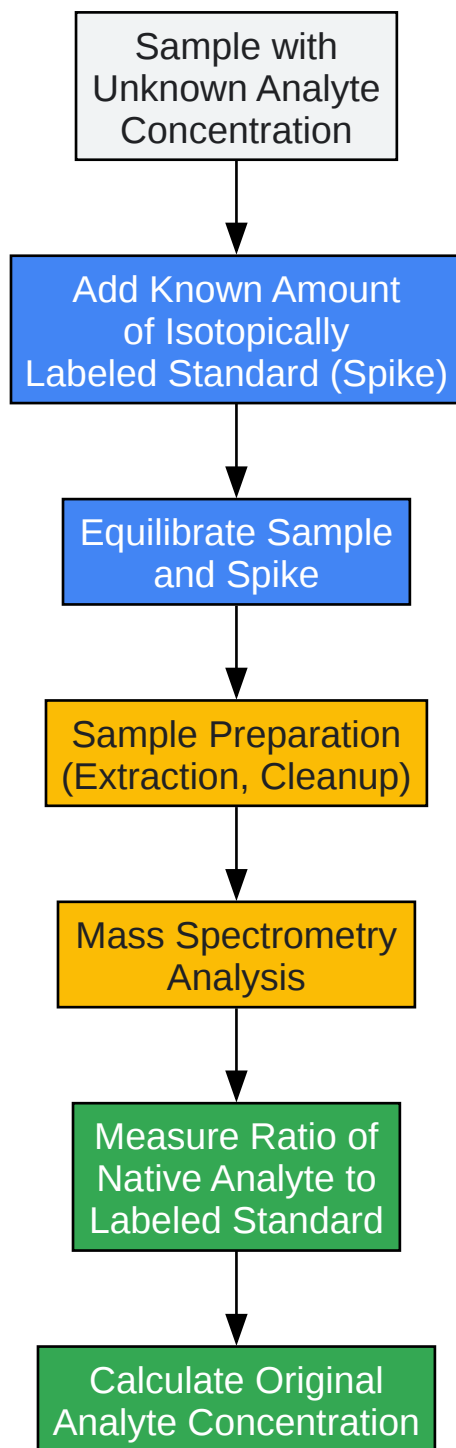 Sample with
Unknown Analyte
Concentration
Add Known Amount
of Isotopically
Labeled Standard (Spike)
Equilibrate Sample
and Spike
Sample Preparation
(Extraction, Cleanup)
Mass Spectrometry
Analysis
Measure Ratio of
Native Analyte to
Labeled Standard
Calculate Original
Analyte Concentration